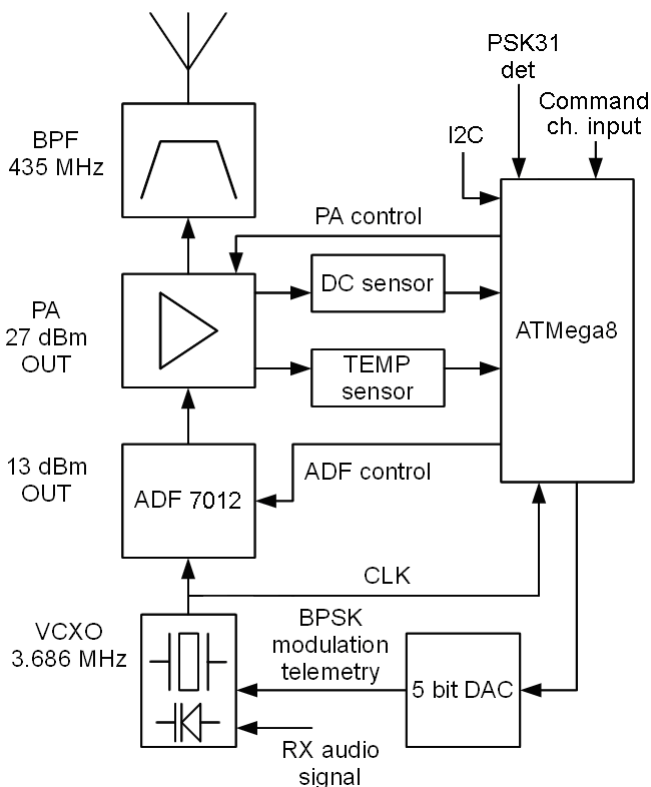 PSK31
det
Command
ch. input
I2C
BPF
435 MHz
PA control
DC sensor
PA
27 dBm
OUT
ATMega8
TEMP
sensor
13 dBm
OUT
ADF 7012
ADF control
CLK
VCXO
3.686 MHz
BPSK
modulation
telemetry
5 bit DAC
RX audio
signal